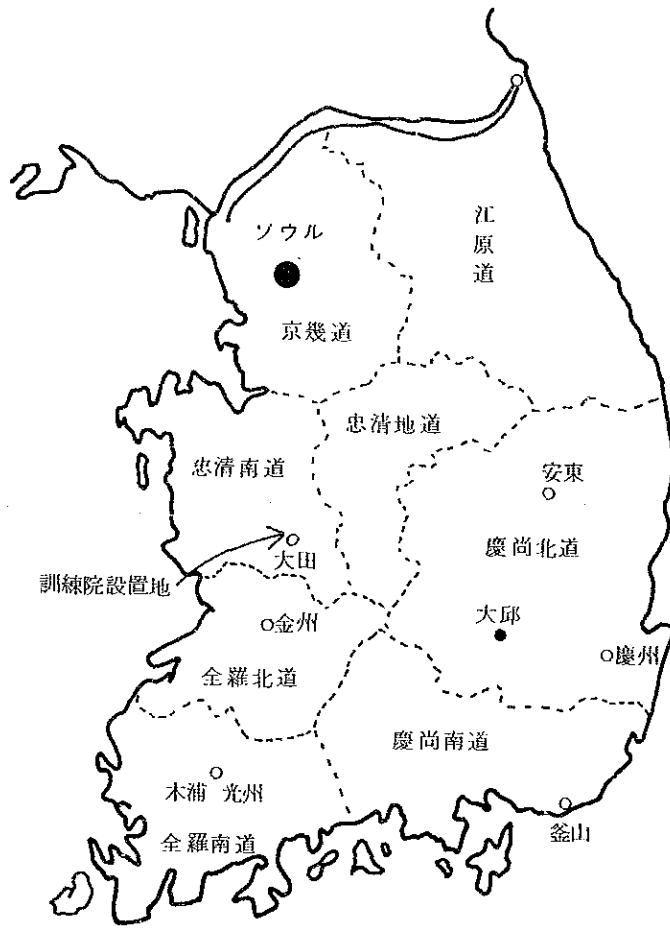 江原道
ソウル
京幾道
忠清地道
忠清南道
安東
大田
慶尚北道
訓練院設置地
大邱
金州
慶州
全羅北道
慶尚南道
木浦 光州
釜山
全羅南道